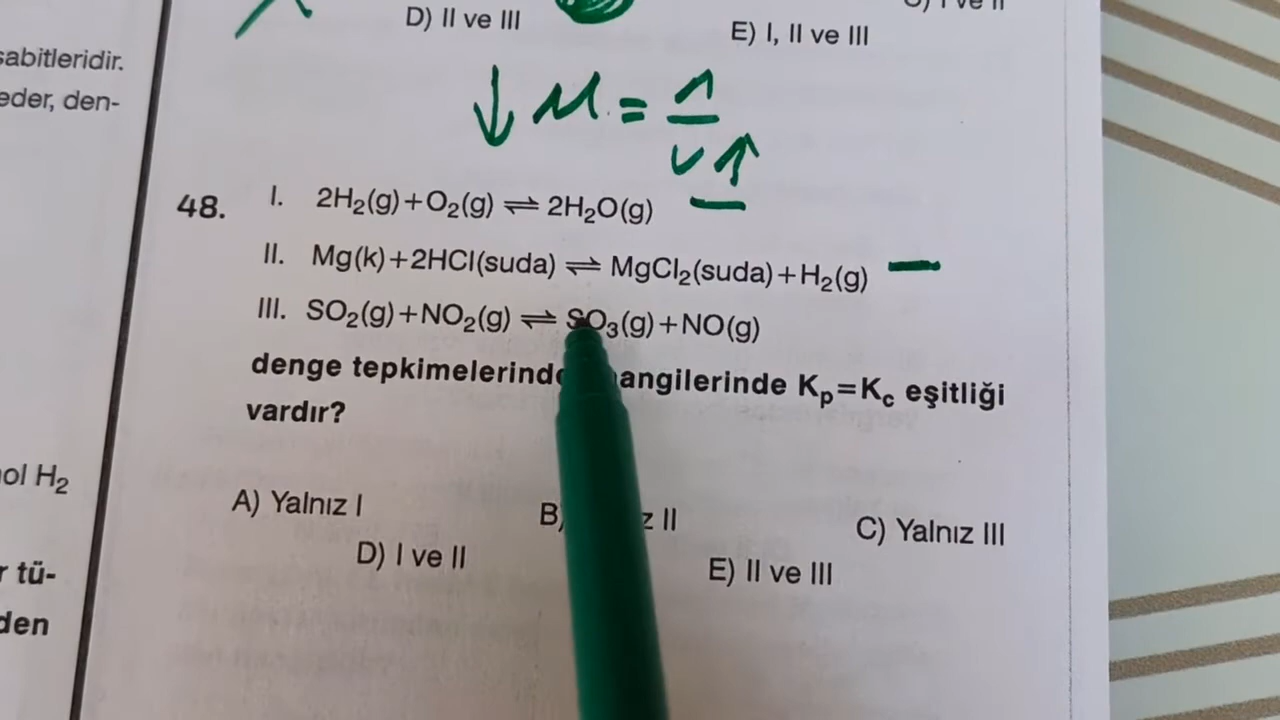 sabitleridir.
eder, den-
ol H₂
r tü-
den
D) II ve III
E) I, II ve III
↓ M = n
V ↑
48. I. 2H₂(g)+O₂(g) ⇌ 2H₂O(g)
II. Mg(k)+2HCl(suda) ⇌ MgCl₂(suda)+H₂(g)
III. SO₂(g)+NO₂(g) ⇌ SO₃(g)+NO(g)
denge tepkimelerinde angilerinde Kp=Kc eşitliği
vardır?
A) Yalnız I
B) z II
C) Yalnız III
D) I ve II
E) II ve III